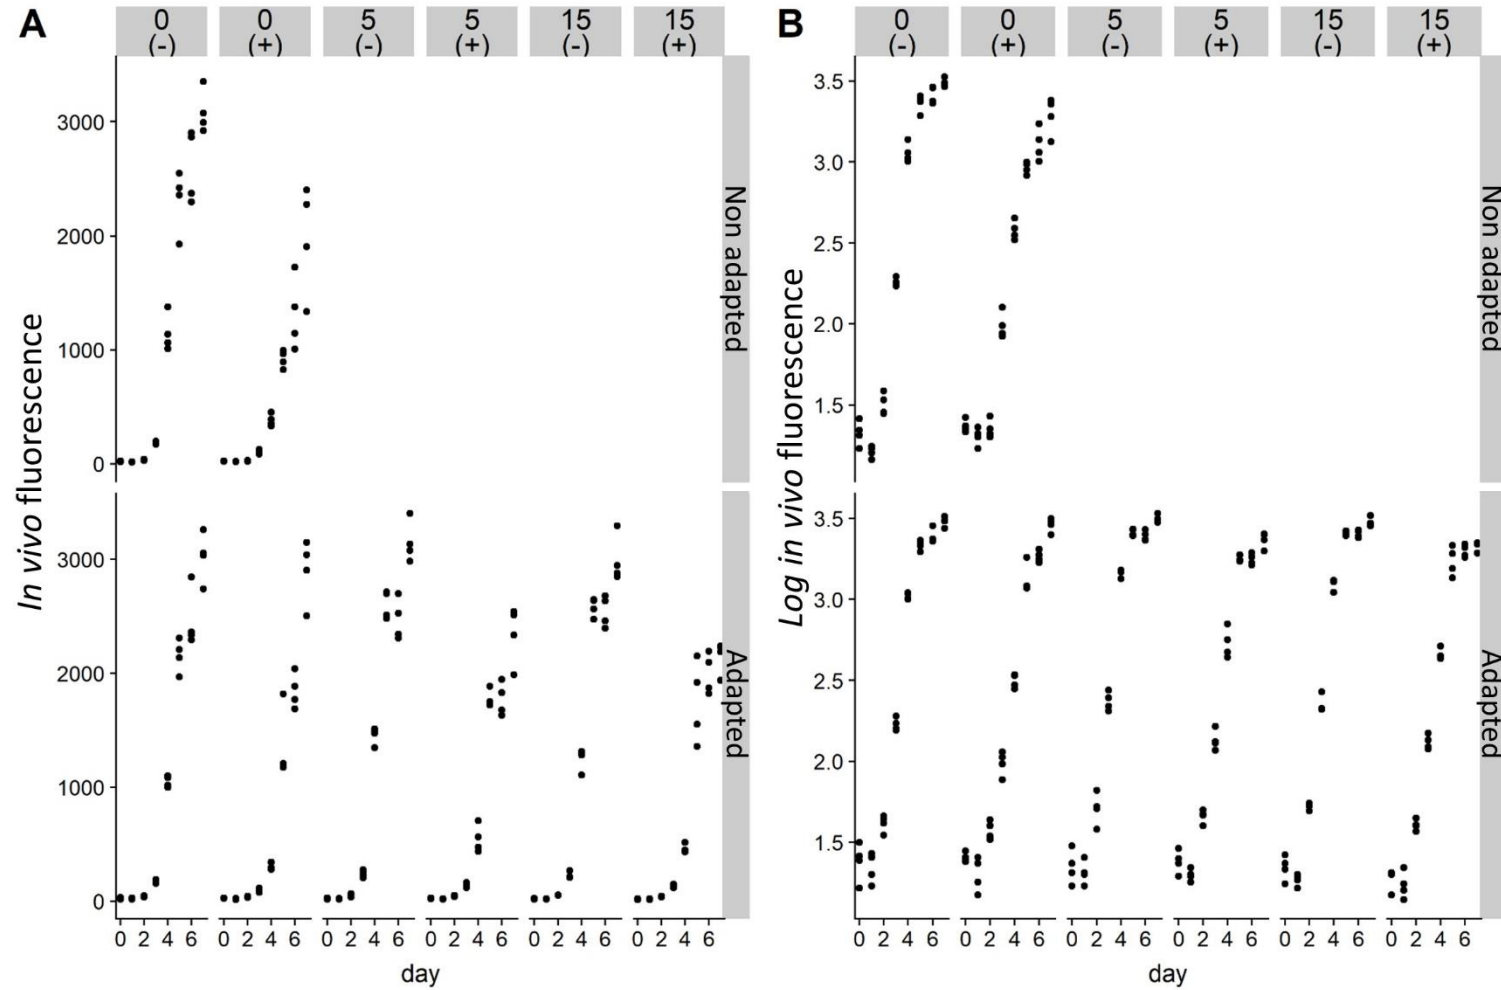 A
0 0 5 5 15 15
(-) (+) (-) (+) (-) (+)
3000
2000
1000
0
Non adapted
3000
2000
1000
0
Adapted
In vivo fluorescence
0 2 4 6 0 2 4 6 0 2 4 6 0 2 4 6 0 2 4 6 0 2 4 6
day
B
0 0 5 5 15 15
(-) (+) (-) (+) (-) (+)
3.5
3.0
2.5
2.0
1.5
Non adapted
3.5
3.0
2.5
2.0
1.5
Adapted
Log in vivo fluorescence
0 2 4 6 0 2 4 6 0 2 4 6 0 2 4 6 0 2 4 6 0 2 4 6
day